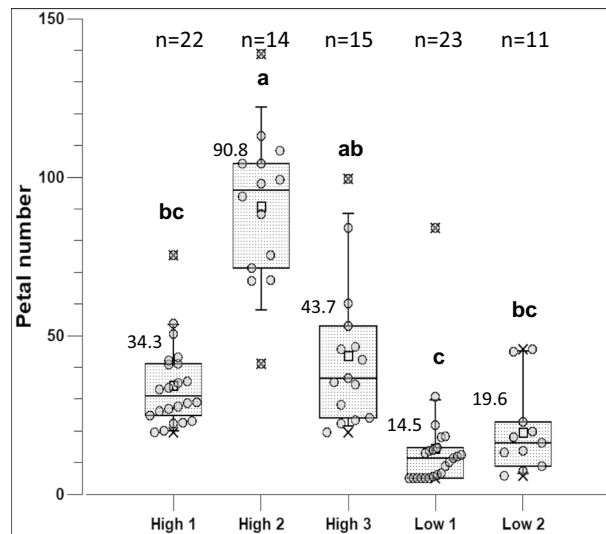 150
n=22 n=14 n=15 n=23 n=11
a
ab
100
90.8
bc
Petal number
bc
50
43.7
34.3
c
19.6
14.5
0
High 1 High 2 High 3 Low 1 Low 2